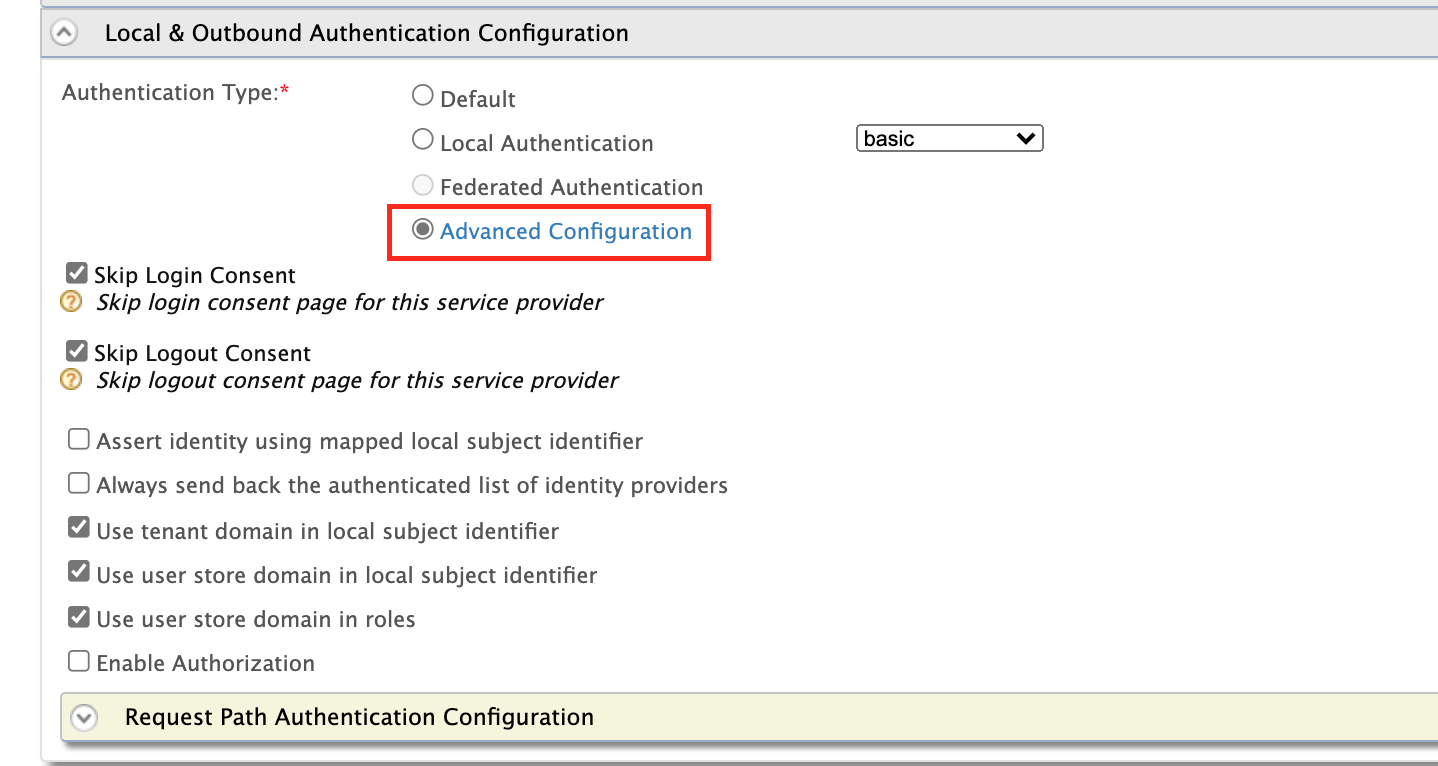 Local & Outbound Authentication Configuration
Authentication Type:*
Default
Local Authentication
basic
Federated Authentication
Advanced Configuration
Skip Login Consent
? Skip login consent page for this service provider
Skip Logout Consent
? Skip logout consent page for this service provider
Assert identity using mapped local subject identifier
Always send back the authenticated list of identity providers
Use tenant domain in local subject identifier
Use user store domain in local subject identifier
Use user store domain in roles
Enable Authorization
Request Path Authentication Configuration